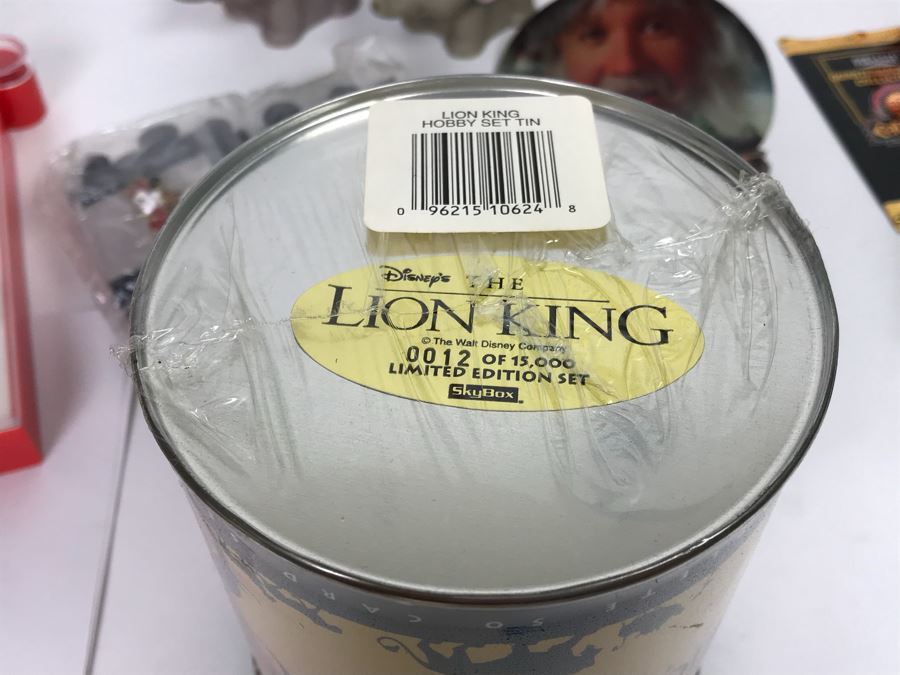 LION KING
HOBBY SET TIN
0 96215 10624 8
Disney's THE
LION KING
© The Walt Disney Company
0012 OF 15,000
LIMITED EDITION SET
SkyBox